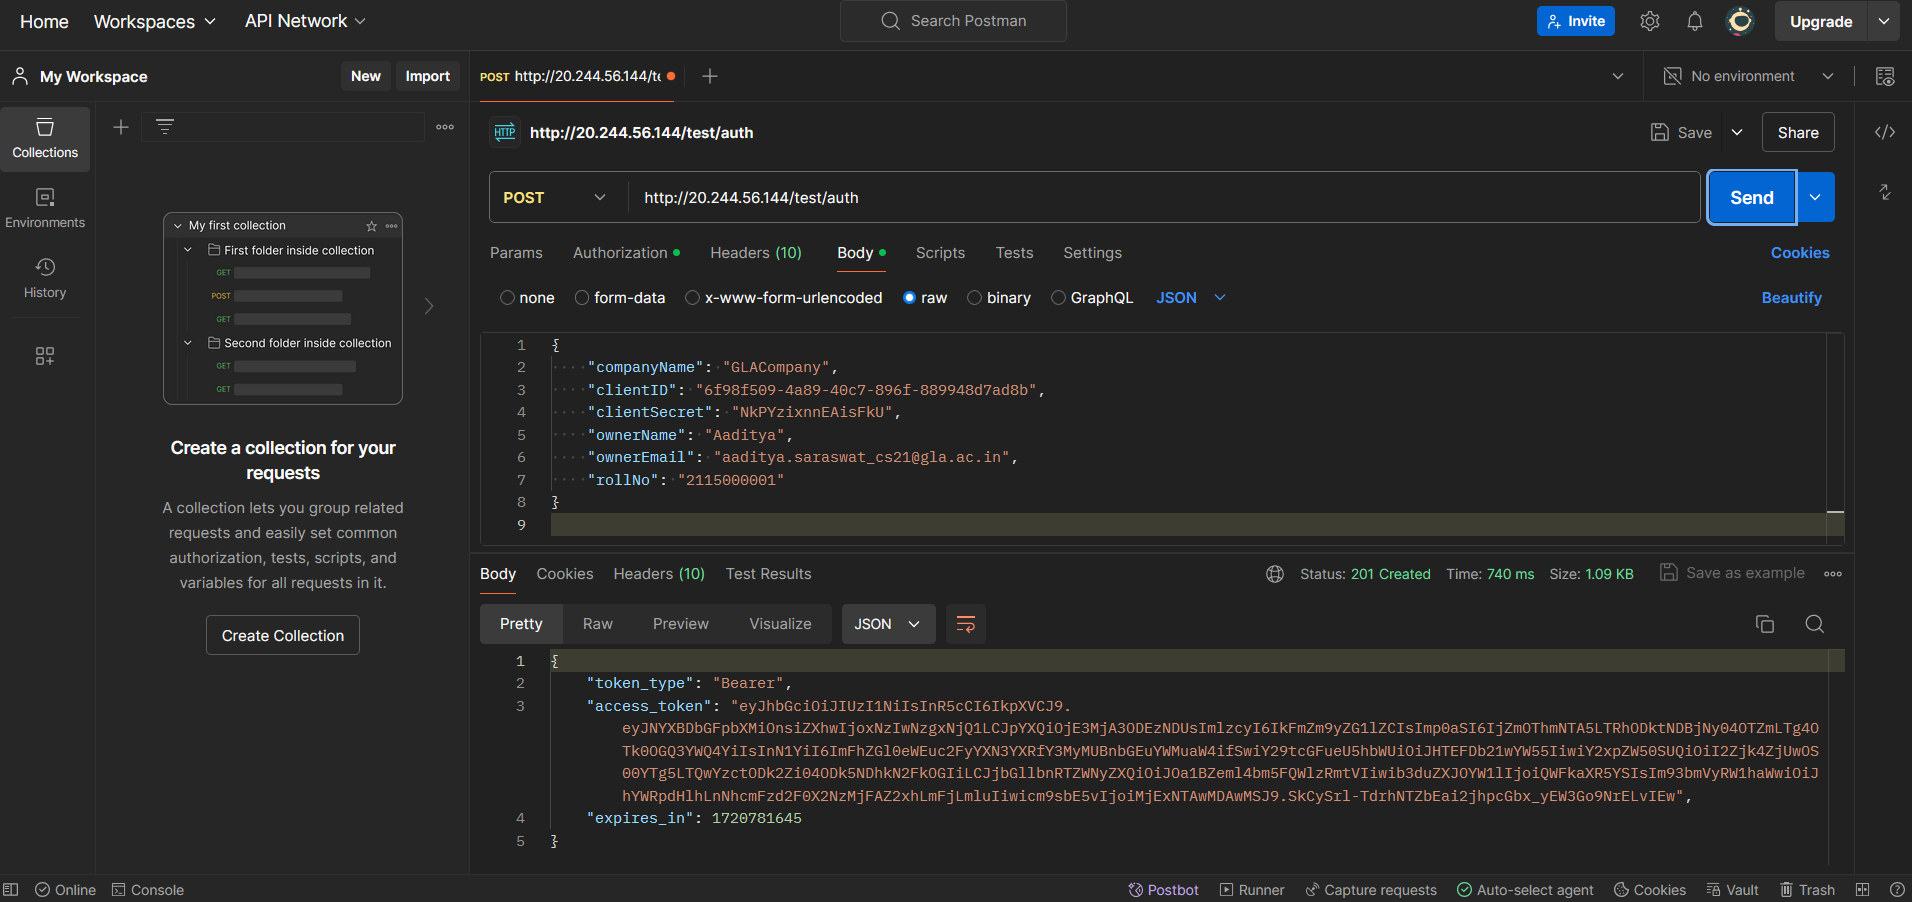 Home Workspaces API Network Search Postman Invite Upgrade
My Workspace New Import POST http://20.244.56.144/te No environment
Collections
Environments
History
My first collection
First folder inside collection
GET
POST
GET
Second folder inside collection
GET
GET
Create a collection for your
requests
A collection lets you group related
requests and easily set common
authorization, tests, scripts, and
variables for all requests in it.
Create Collection
HTTP http://20.244.56.144/test/auth Save Share
POST http://20.244.56.144/test/auth Send
Params Authorization Headers (10) Body Scripts Tests Settings Cookies
none form-data x-www-form-urlencoded raw binary GraphQL JSON Beautify
1 {
2 "companyName": "GLACompany",
3 "clientID": "6f98f509-4a89-40c7-896f-889948d7ad8b",
4 "clientSecret": "NkPYzixnnEAisFkU",
5 "ownerName": "Aaditya",
6 "ownerEmail": "aaditya.saraswat_cs21@gla.ac.in",
7 "rollNo": "2115000001"
8 }
9
Body Cookies Headers (10) Test Results Status: 201 Created Time: 740 ms Size: 1.09 KB Save as example
Pretty Raw Preview Visualize JSON
1 {
2 "token_type": "Bearer",
3 "access_token": "eyJhbGciOiJIUzI1NiIsInR5cCI6IkpXVCJ9.
eyJNYXBDbGFpbXMiOnsiZXhwIjoxNzIwNzgxNjQ1LCJpYXQiOjE3MjA3ODEzNDUsImlzcyI6IkFmZm9yZG1lZCIsImp0aSI6IjZmOThmNTA5LTRhODktNDBjNy04OTZmLTg4O
Tk0OGQ3YWQ4YiIsInN1YiI6ImFhZGl0eWEuc2FyYXN3YXRfY3MyMUBnbGEuYWMuaW4ifSwiY29tcGFueU5hbWUiOiJHTEFDb21wYW55IiwiY2xpZW50SUQiOiI2Zjk4ZjUwOS
00YTg5LTQwYzctODk2Zi04ODk5NDhkN2FkOGIiLCJjbGllbnRTZWNyZXQiOiJOa1BZeml4bm5FQWlzRmtVIiwib3duZXJOYW1lIjoiQWFkaXR5YSIsIm93bmVyRW1haWwiOiJ
hYWRpdHlhLnNhcmFzd2F0X2NzMjFAZ2xhLmFjLmluIiwicm9sbE5vIjoiMjExNTAwMDAwMSJ9.SkCySrl-TdrhNTZbEai2jhpcGbx_yEW3Go9NrELvIEw",
4 "expires_in": 1720781645
5 }
Online Console Postbot Runner Capture requests Auto-select agent Cookies Vault Trash